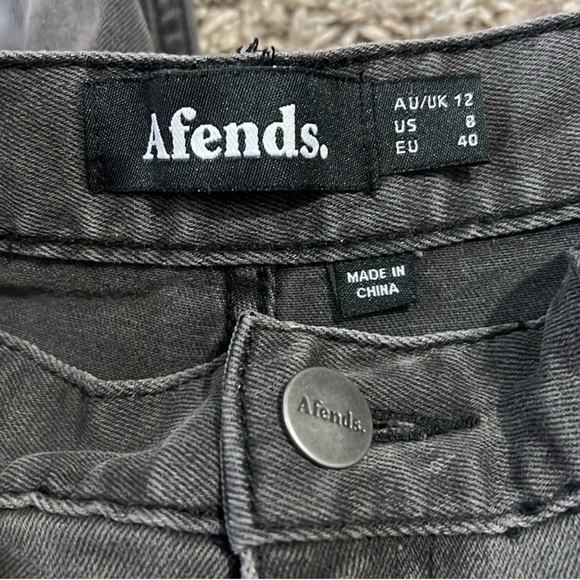 Afends.
AU/UK 12
US 8
EU 40
MADE IN
CHINA
Afends.